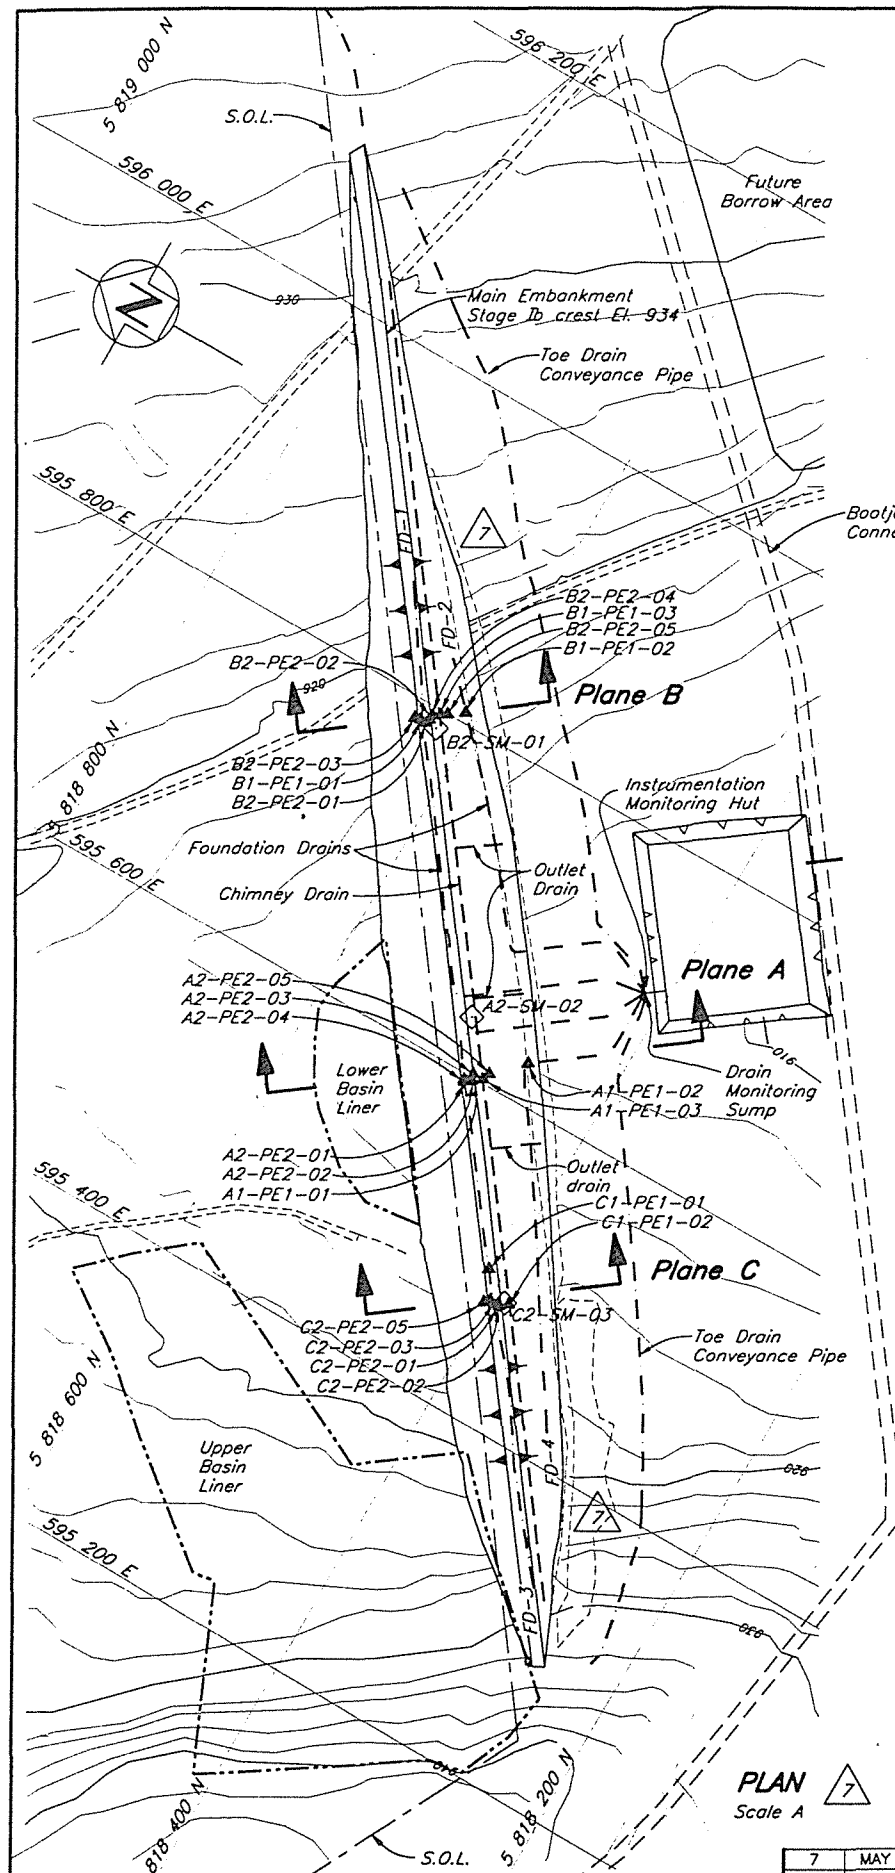 5 819 000 N
596 200 E
S.O.L.
596 000 E
Future
Borrow Area
N
930
Main Embankment
Stage Ib crest El. 934
Toe Drain
Conveyance Pipe
595 800 E
FD-1
7
FD-2
B2-PE2-04
B1-PE1-03
B2-PE2-05
B1-PE1-02
B2-PE2-02
920
Plane B
B2-SM-01
B2-PE2-03
B1-PE1-01
B2-PE2-01
5 818 800 N
595 600 E
Instrumentation
Monitoring Hut
Foundation Drains
Chimney Drain
Outlet
Drain
A2-PE2-05
A2-PE2-03
A2-PE2-04
A2-SM-02
Plane A
910
Lower
Basin
Liner
Drain
Monitoring
Sump
A1-PE1-02
A1-PE1-03
A2-PE2-01
A2-PE2-02
A1-PE1-01
Outlet
drain
595 400 E
C1-PE1-01
C1-PE1-02
Plane C
C2-PE2-05
C2-SM-03
C2-PE2-03
C2-PE2-01
C2-PE2-02
Toe Drain
Conveyance Pipe
5 818 600 N
Upper
Basin
Liner
FD-4
920
7
595 200 E
FD-3
930
910
818 400 N
5 818 200 N
S.O.L.
PLAN
7
Scale A
7 MAY